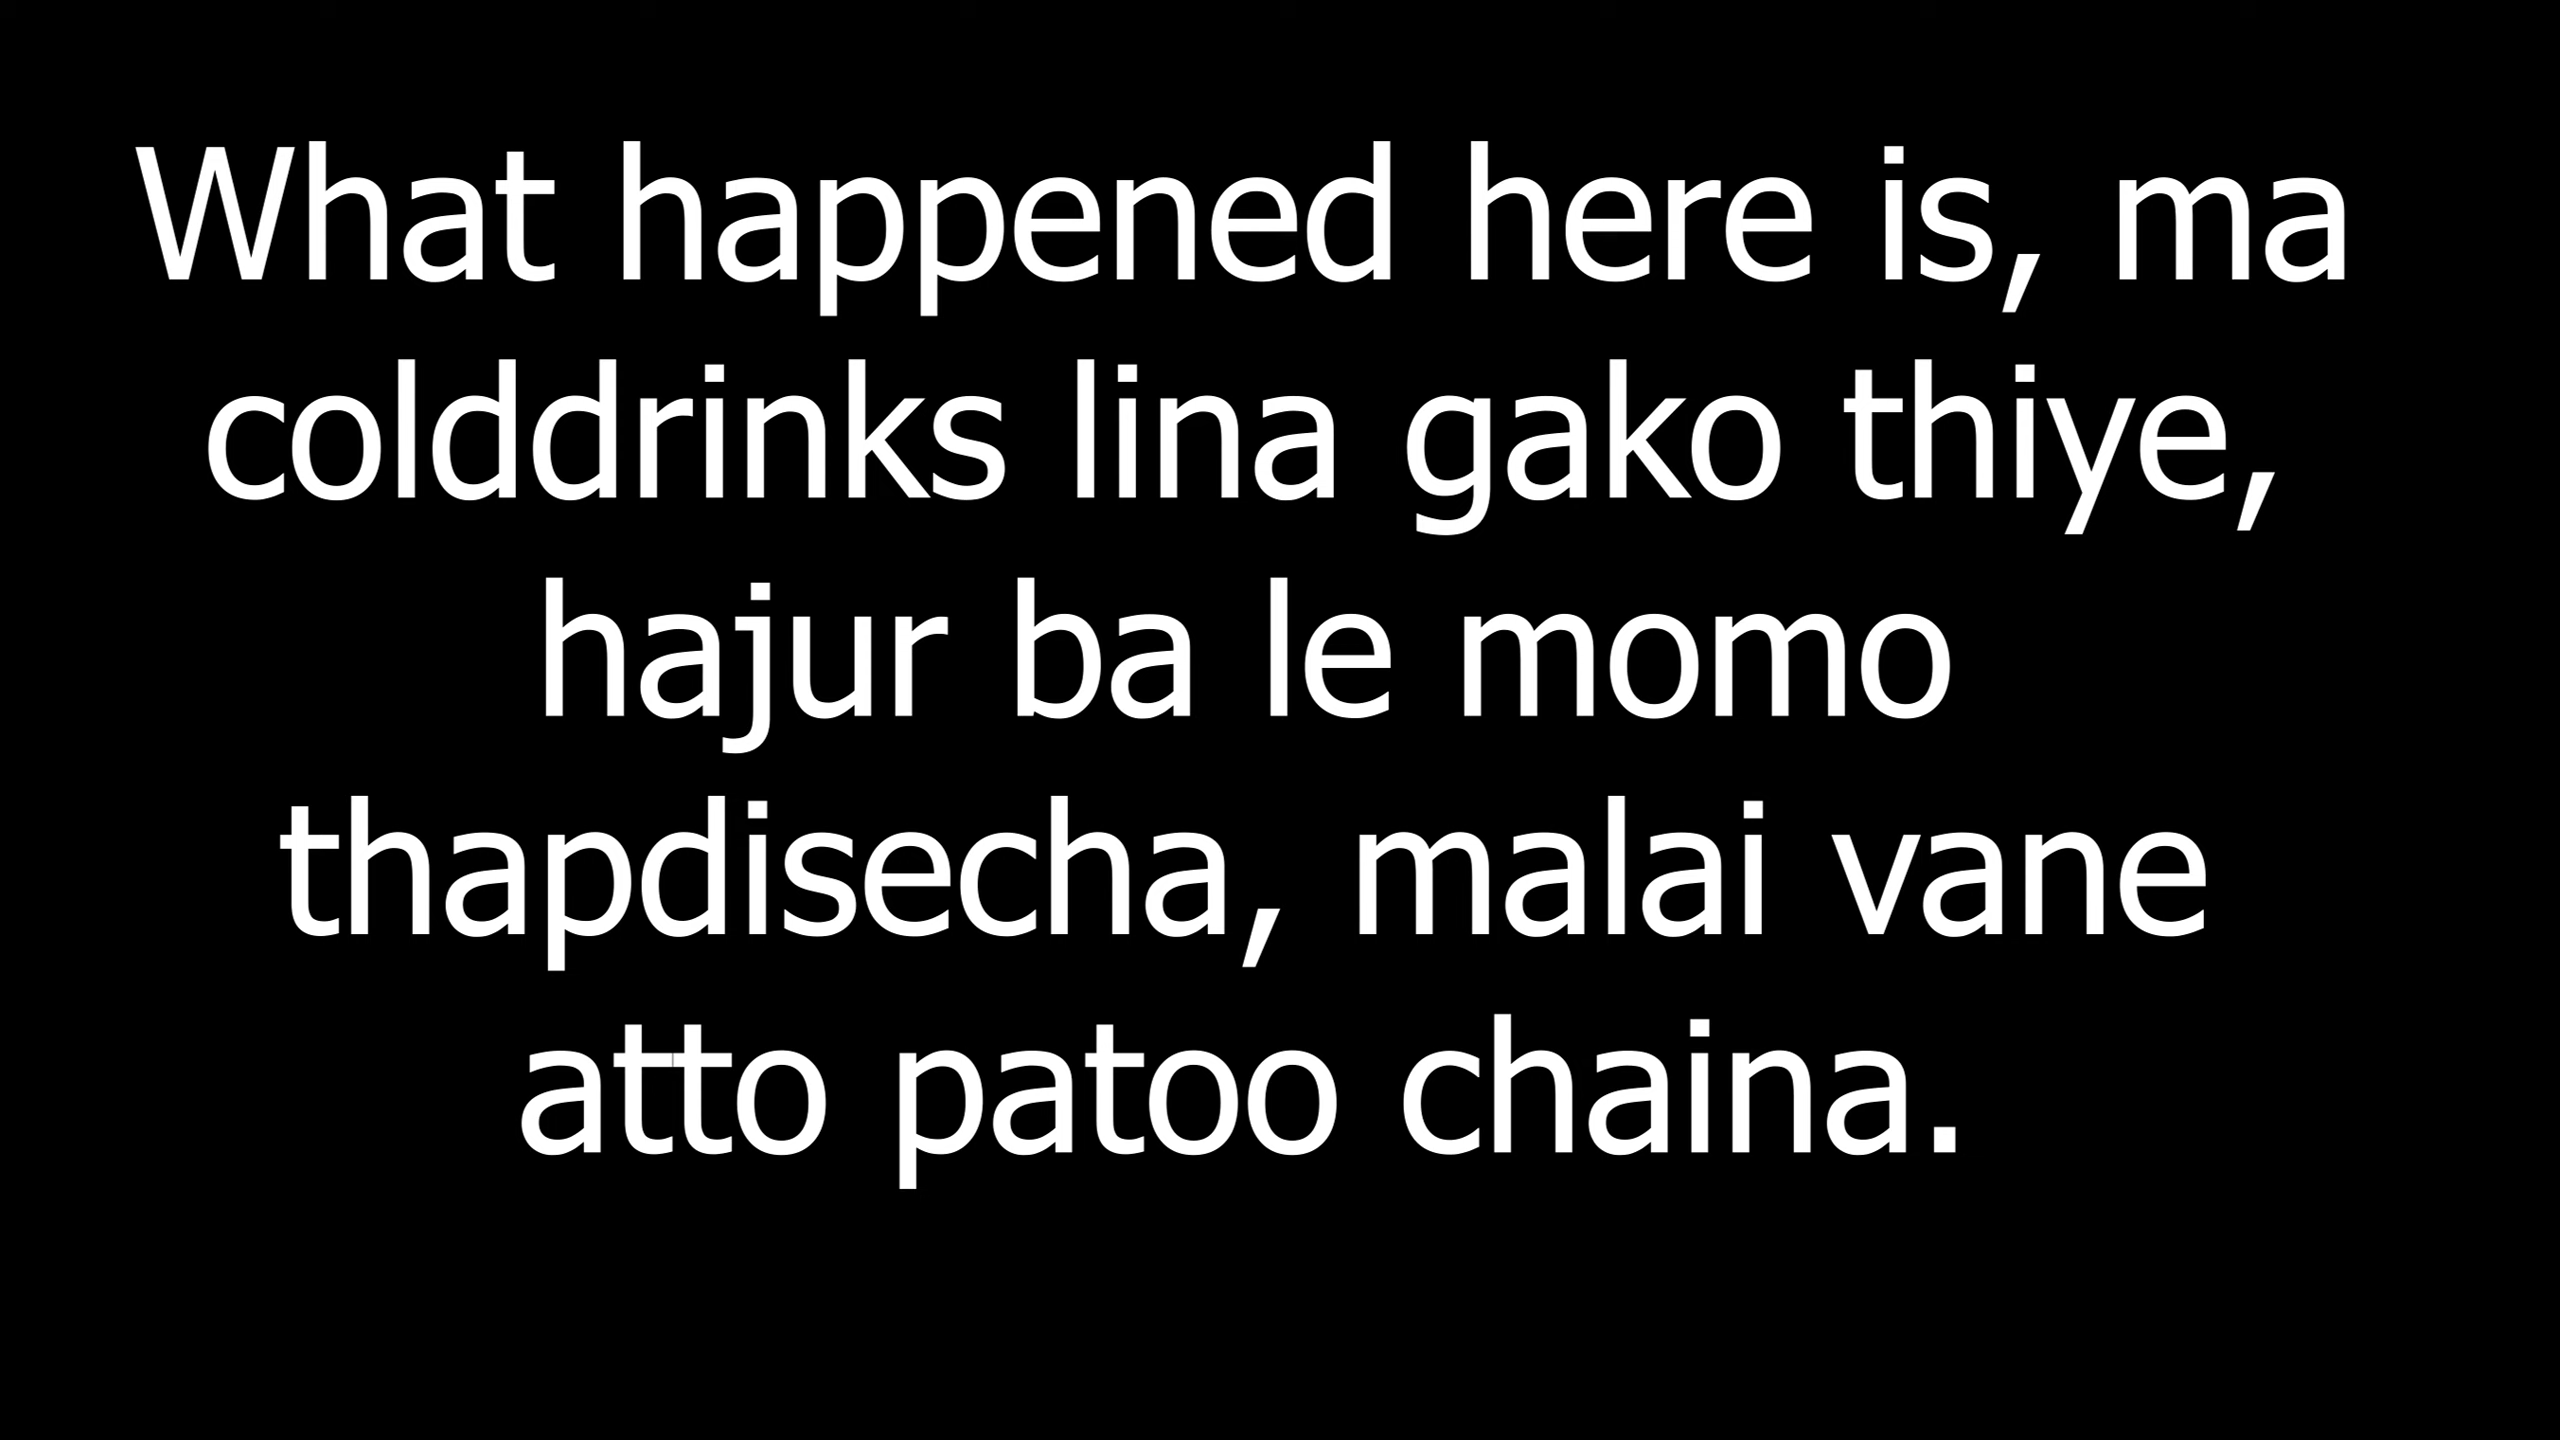 What happened here is, ma
colddrinks lina gako thiye,
hajur ba le momo
thapdisecha, malai vane
atto patoo chaina.